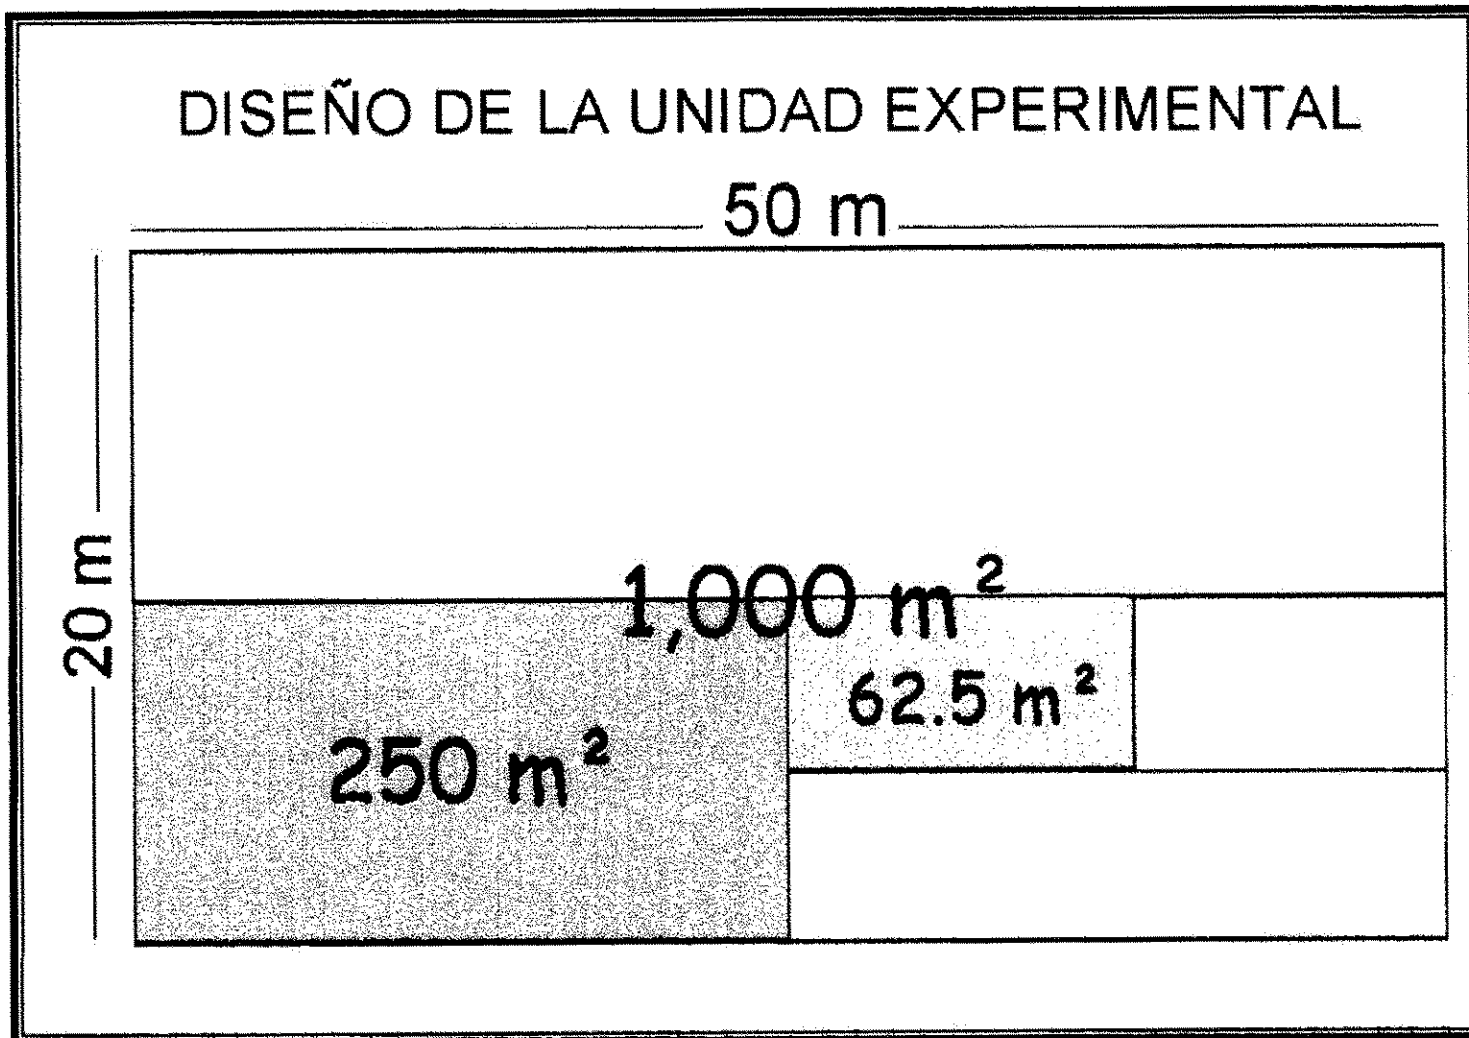 DISEÑO DE LA UNIDAD EXPERIMENTAL
50 m
20 m
1,000 m²
62.5 m²
250 m²